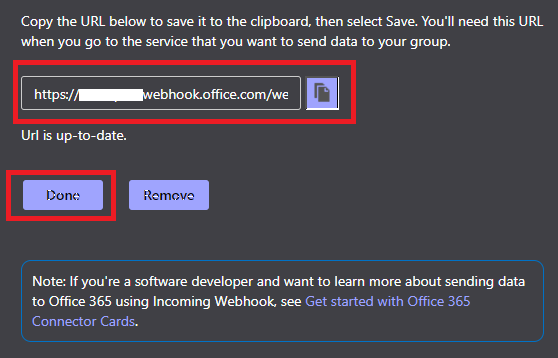 Copy the URL below to save it to the clipboard, then select Save. You'll need this URL
when you go to the service that you want to send data to your group.
https:// webhook.office.com/we
Url is up-to-date.
Done Remove
Note: If you're a software developer and want to learn more about sending data
to Office 365 using Incoming Webhook, see Get started with Office 365
Connector Cards.